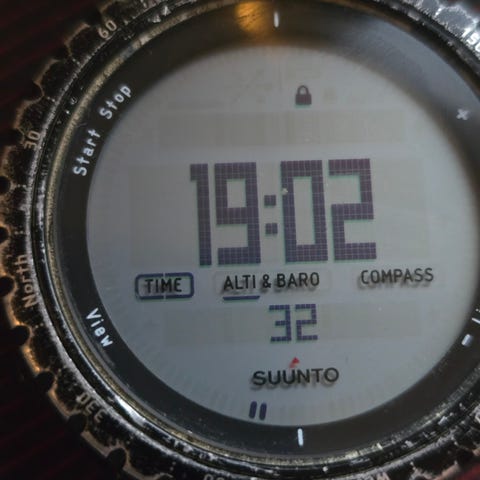 60
Start Stop
30
19:02
TIME ALTI & BARO COMPASS
32
SUUNTO
North
View